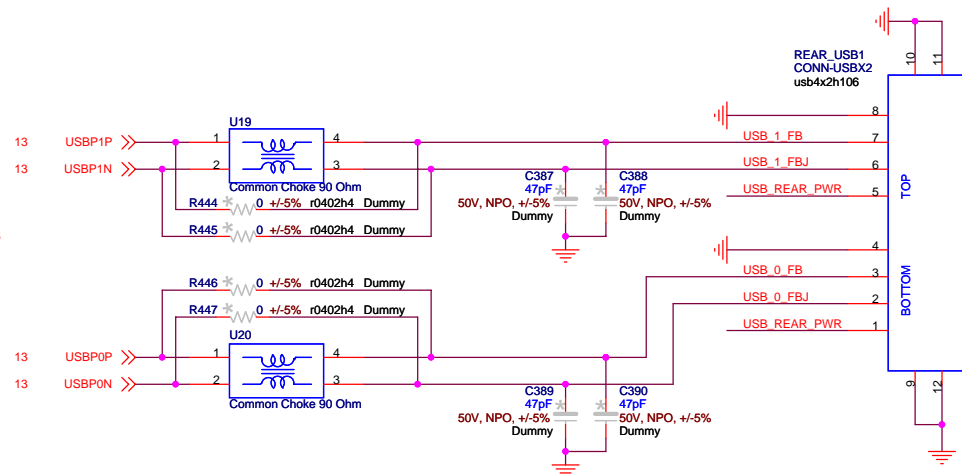 REAR_USB1
CONN-USBX2
usb4x2h106
10
11
U19
8
13 USBP1P 1 4 USB_1_FB 7
13 USBP1N 2 3 USB_1_FBJ 6
Common Choke 90 Ohm
C387
47pF
50V, NPO, +/-5%
Dummy
C388
47pF
50V, NPO, +/-5%
Dummy
USB_REAR_PWR 5
TOP
R444 * 0 +/-5% r0402h4 Dummy
R445 * 0 +/-5% r0402h4 Dummy
4
USB_0_FB 3
R446 * 0 +/-5% r0402h4 Dummy
USB_0_FBJ 2
BOTTOM
R447 * 0 +/-5% r0402h4 Dummy
USB_REAR_PWR 1
U20
13 USBP0P 1 4
13 USBP0N 2 3
Common Choke 90 Ohm
C389
47pF
50V, NPO, +/-5%
Dummy
C390
47pF
50V, NPO, +/-5%
Dummy
9
12